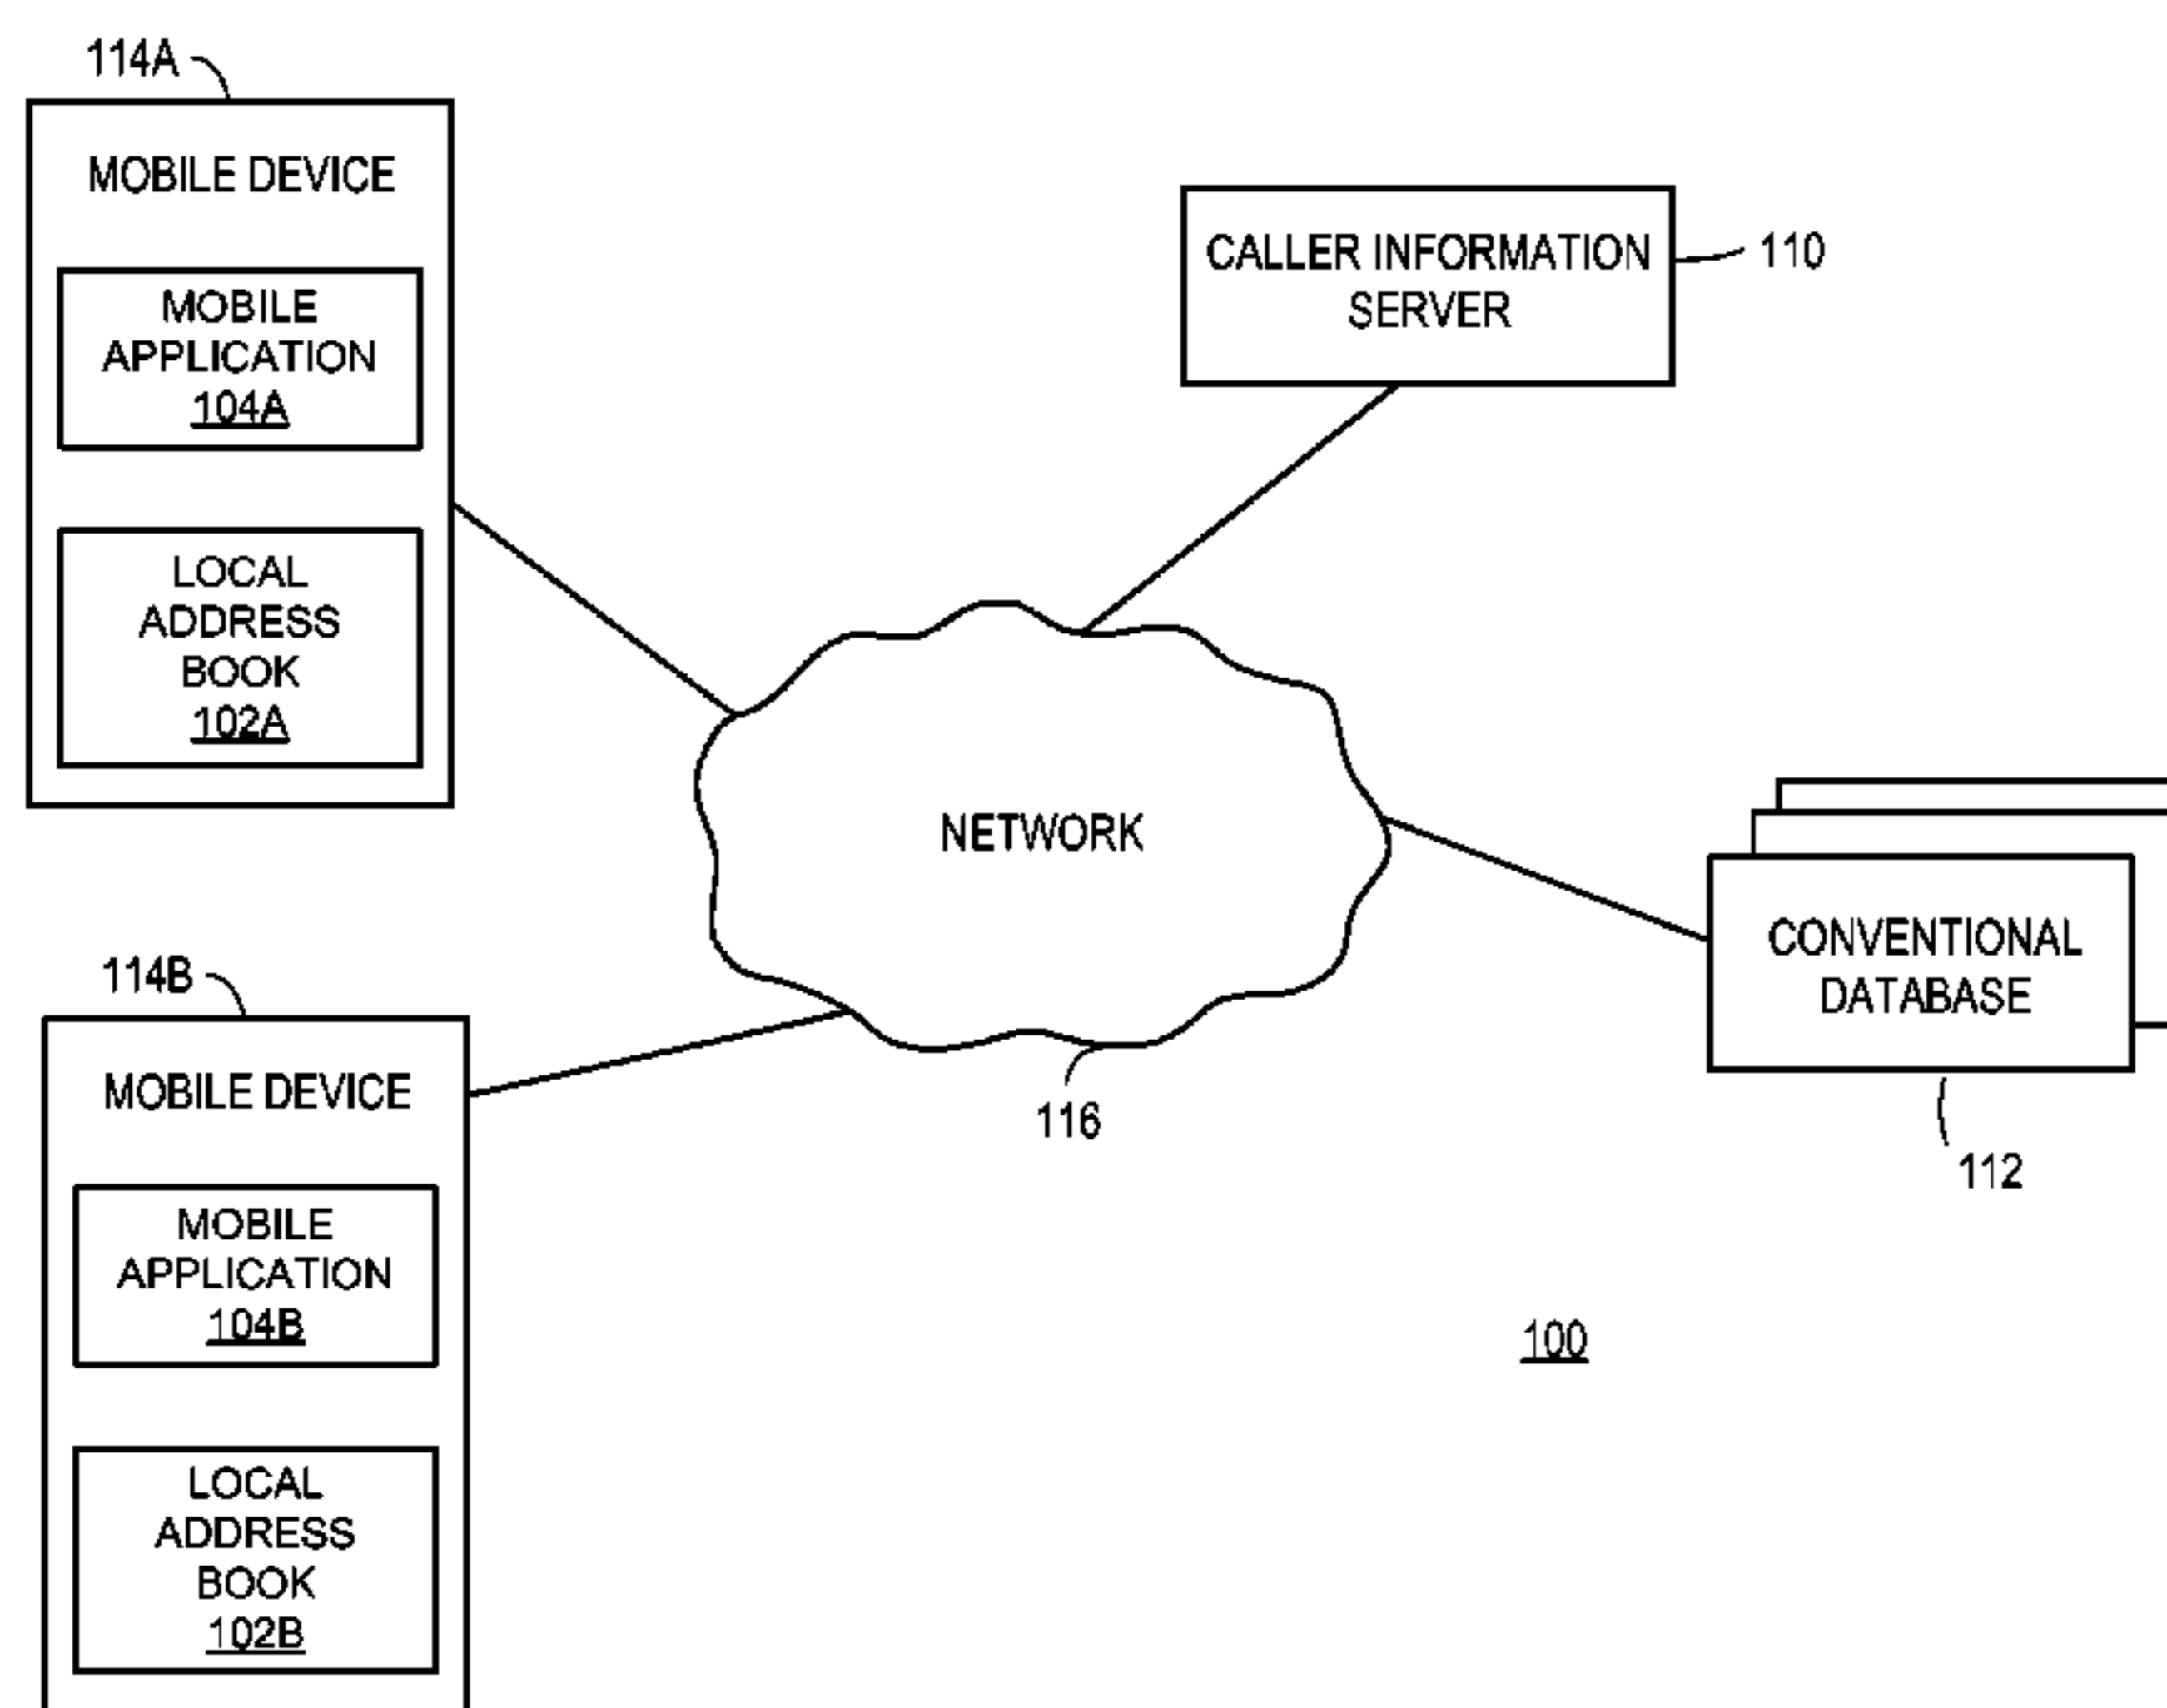 114A
MOBILE DEVICE
MOBILE
APPLICATION
104A
LOCAL
ADDRESS
BOOK
102A
CALLER INFORMATION
SERVER
110
NETWORK
116
CONVENTIONAL
DATABASE
112
114B
MOBILE DEVICE
MOBILE
APPLICATION
104B
LOCAL
ADDRESS
BOOK
102B
100